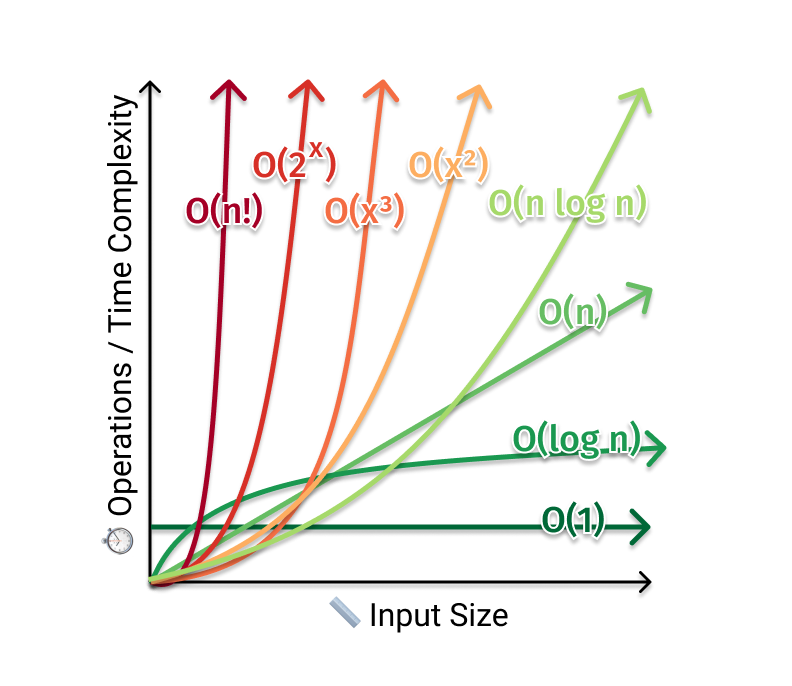 Operations / Time Complexity
O(n!)
O(2ˣ)
O(x³)
O(x²)
O(n log n)
O(n)
O(log n)
O(1)
Input Size